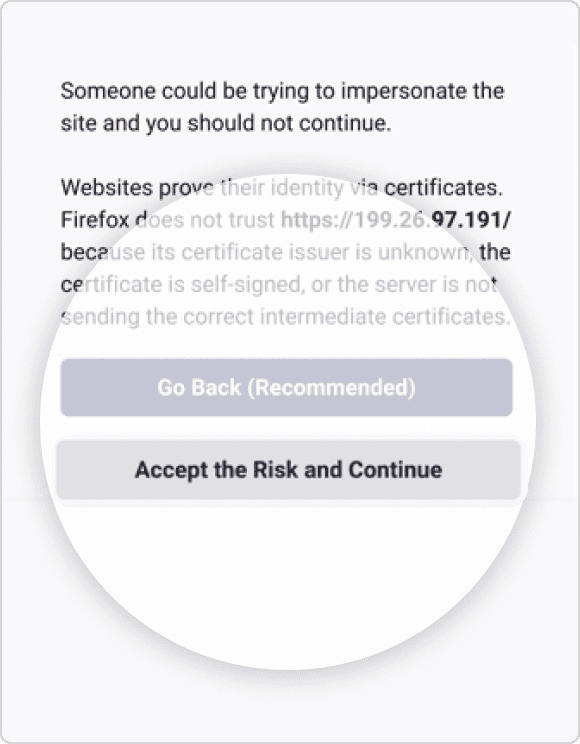 Someone could be trying to impersonate the
site and you should not continue.
Websites prove their identity via certificates.
Firefox does not trust https://199.26.97.191/
because its certificate issuer is unknown, the
certificate is self-signed, or the server is not
sending the correct intermediate certificates.
Go Back (Recommended)
Accept the Risk and Continue